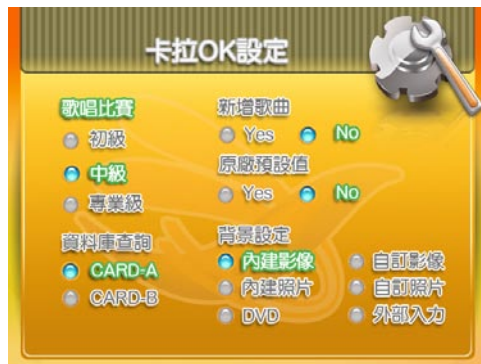 卡拉OK設定
歌唱比賽
初級
中級
專業級
資料庫查詢
CARD-A
CARD-B
新增歌曲
Yes No
原廠預設值
Yes No
背景設定
內建影像 自訂影像
內建照片 自訂照片
DVD 外部入力